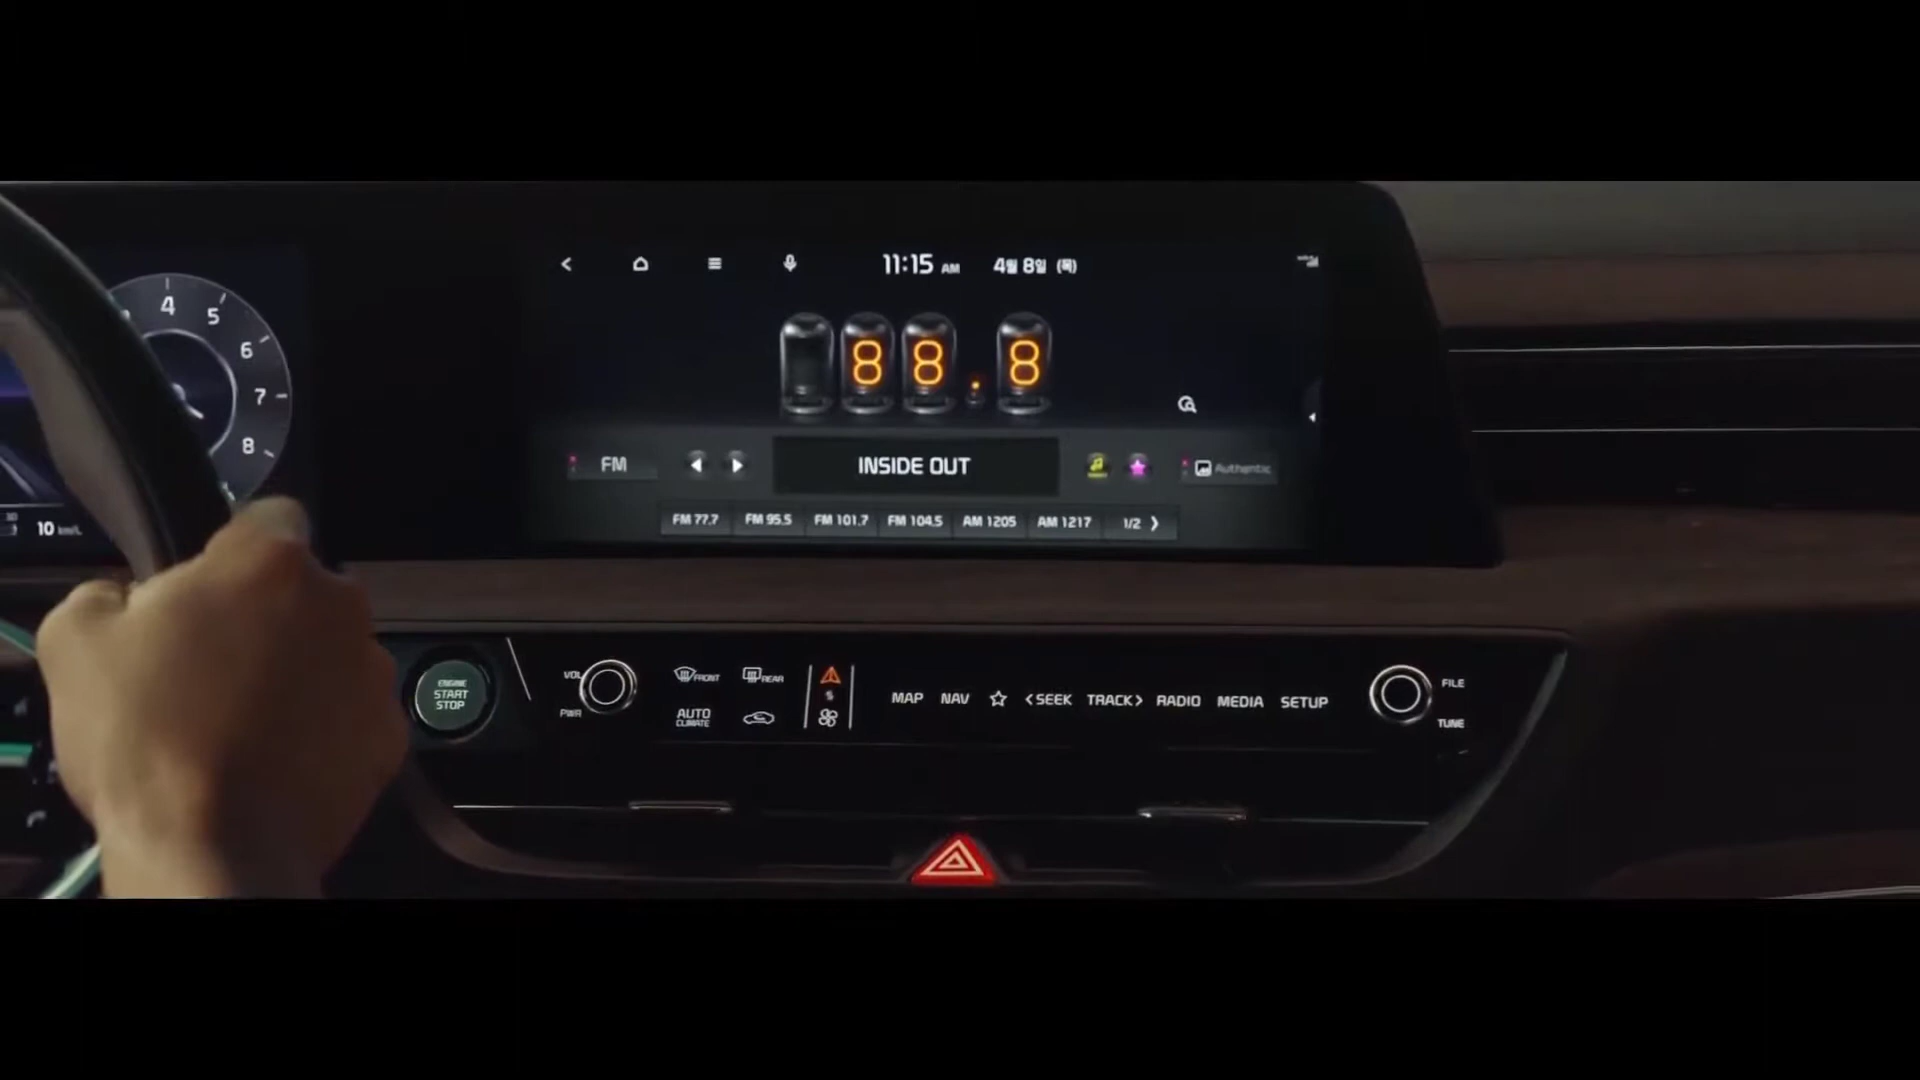 11:15 AM 4월 8일 (목)
4
5
6
7
8
88.8
FM
INSIDE OUT
Authentic
FM 77.7 FM 95.5 FM 101.7 FM 104.5 AM 1205 AM 1217 1/2
10 km/L
ENGINE
START
STOP
VOL
PWR
FRONT
REAR
AUTO
CLIMATE
MAP NAV <SEEK TRACK> RADIO MEDIA SETUP
FILE
TUNE